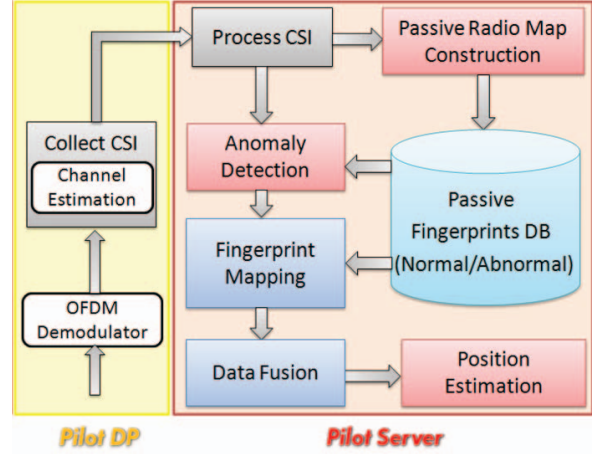 Process CSI
Passive Radio Map
Construction
Collect CSI
Channel
Estimation
Anomaly
Detection
Passive
Fingerprints DB
(Normal/Abnormal)
Fingerprint
Mapping
OFDM
Demodulator
Data Fusion
Position
Estimation
Pilot DP
Pilot Server